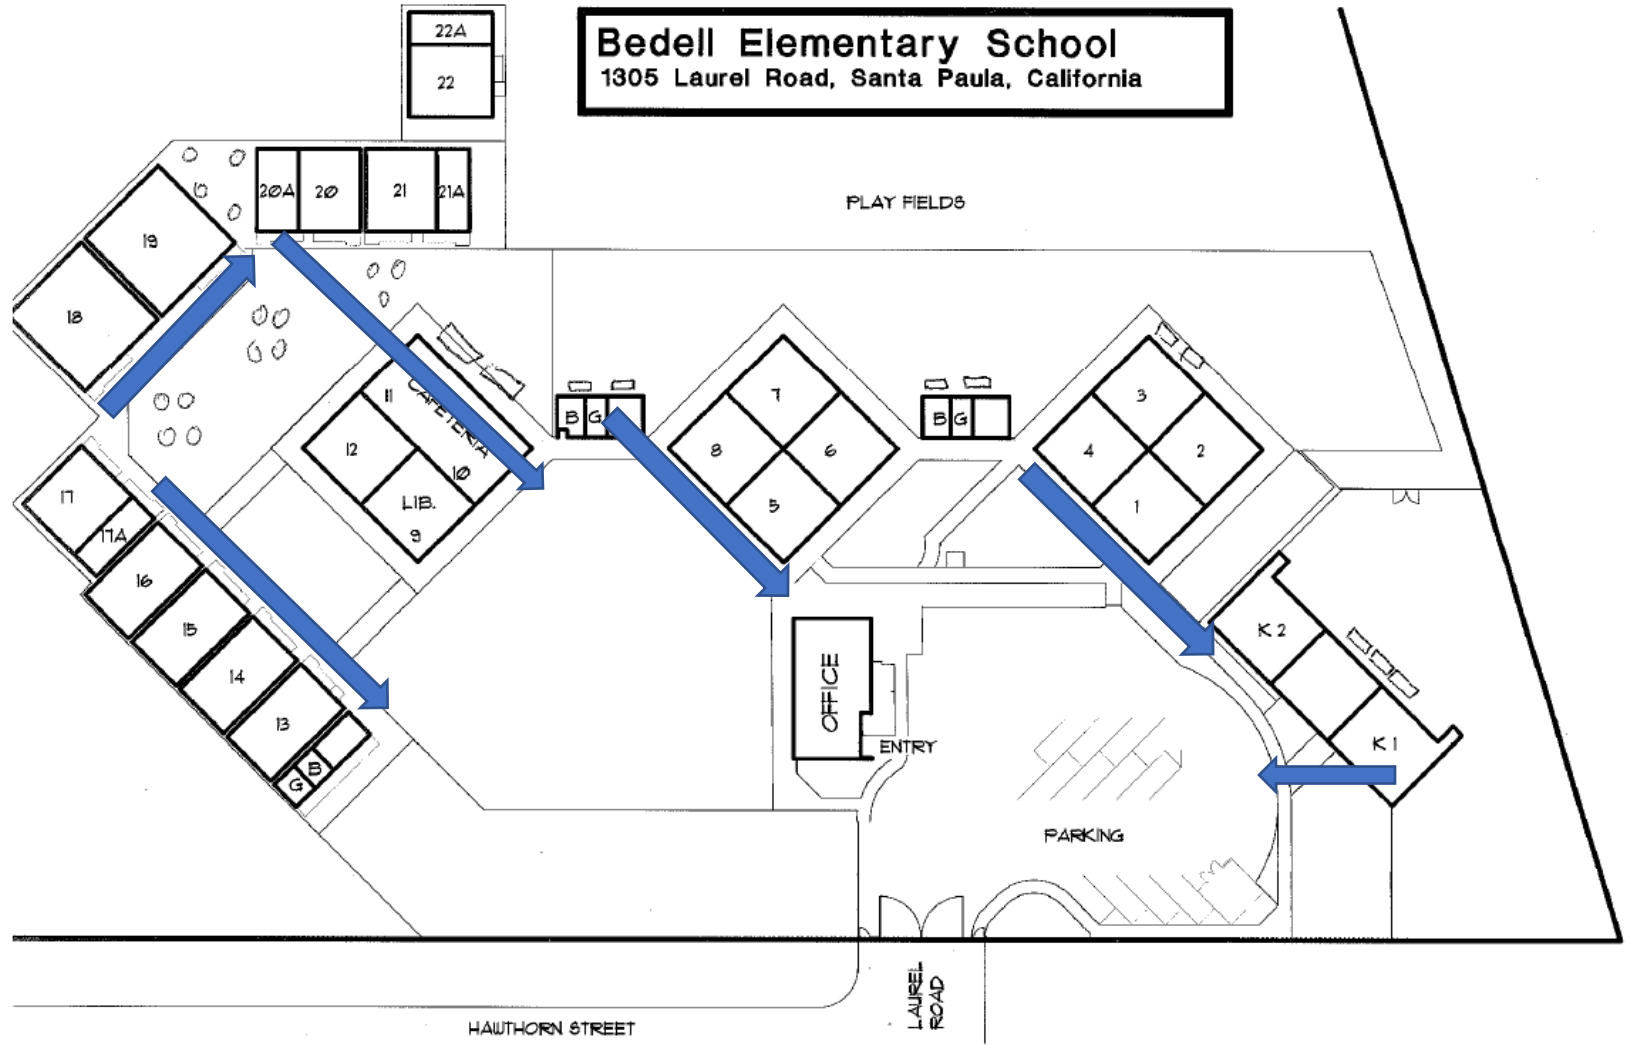 Bedell Elementary School
1305 Laurel Road, Santa Paula, California
22A
22
20A
20
21
21A
PLAY FIELDS
19
18
11
CAFETERIA
12
10
LIB.
9
B
G
7
8
6
5
B
G
3
4
2
1
17
17A
16
15
14
13
B
G
K 2
K 1
OFFICE
ENTRY
PARKING
LAUREL
ROAD
HAWTHORN STREET